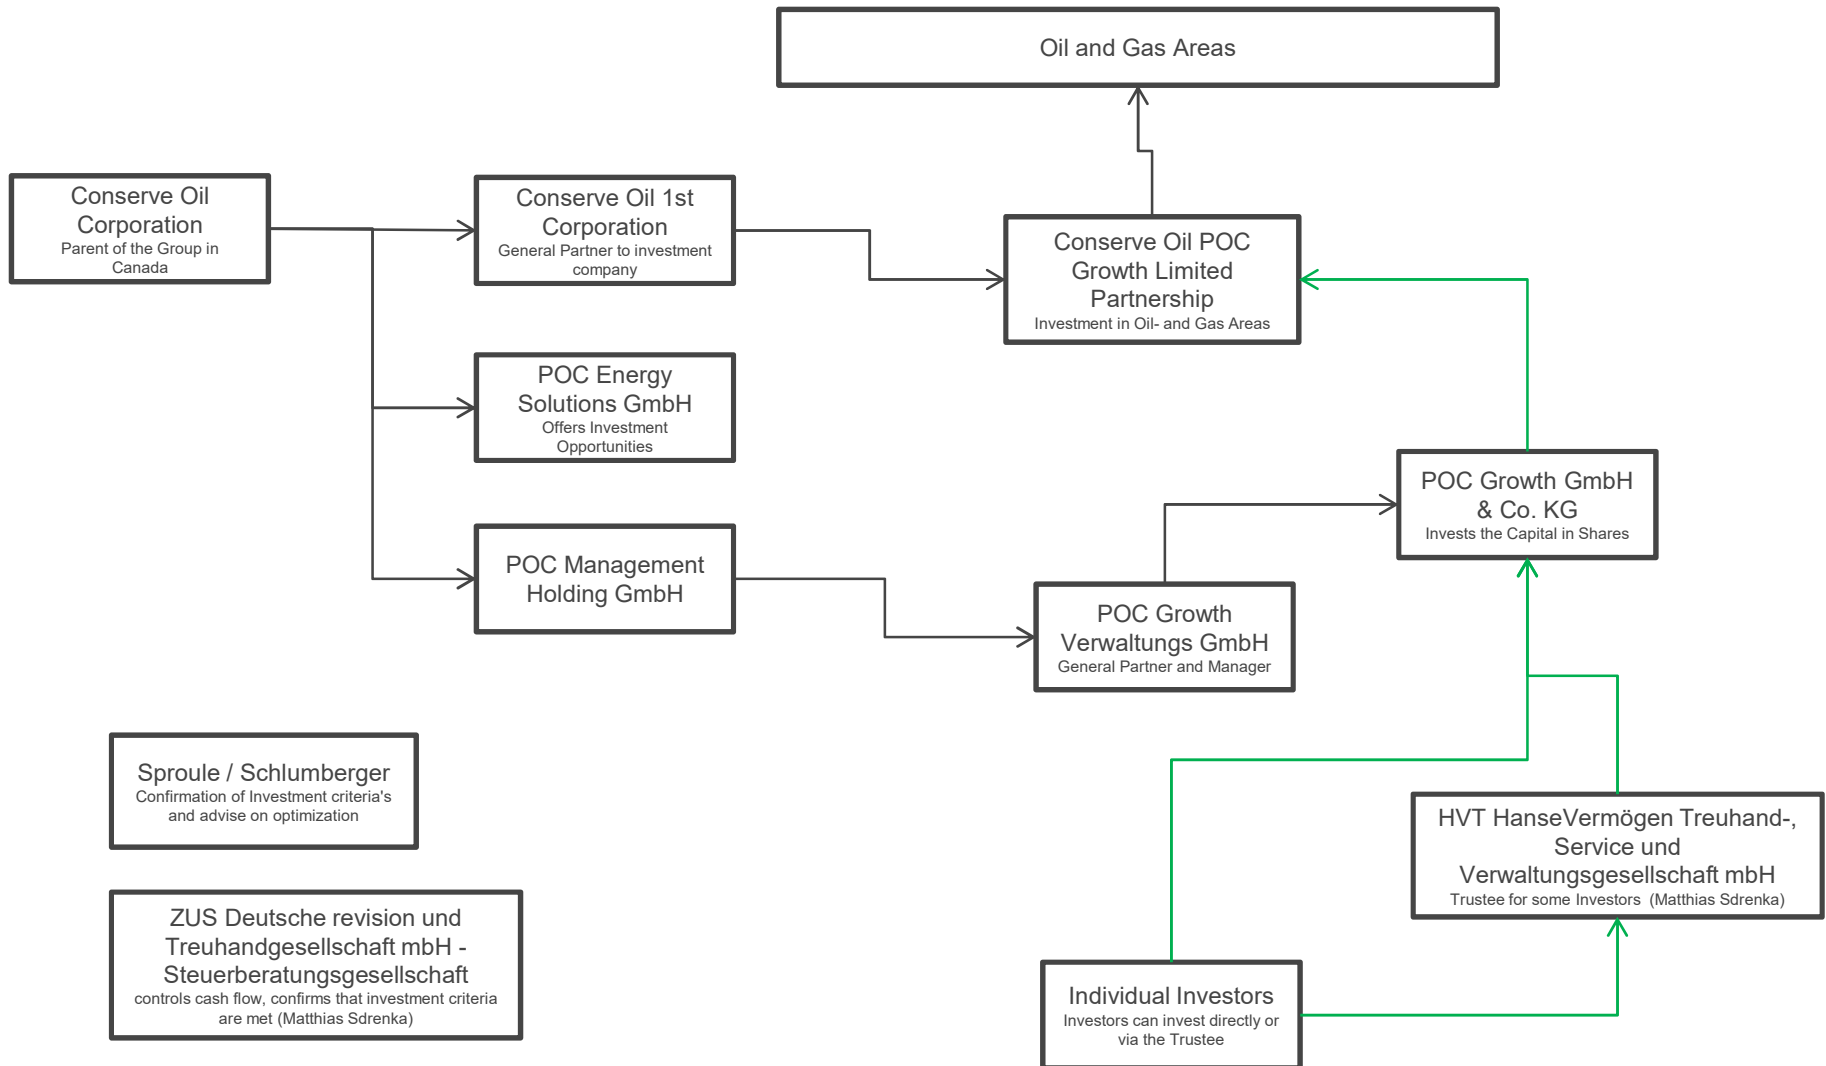 Oil and Gas Areas
Conserve Oil
Corporation
Parent of the Group in
Canada
Conserve Oil 1st
Corporation
General Partner to investment
company
Conserve Oil POC
Growth Limited
Partnership
Investment in Oil- and Gas Areas
POC Energy
Solutions GmbH
Offers Investment
Opportunities
POC Growth GmbH
& Co. KG
Invests the Capital in Shares
POC Management
Holding GmbH
POC Growth
Verwaltungs GmbH
General Partner and Manager
Sproule / Schlumberger
Confirmation of Investment criteria's
and advise on optimization
HVT HanseVermögen Treuhand-,
Service und
Verwaltungsgesellschaft mbH
Trustee for some Investors (Matthias Sdrenka)
ZUS Deutsche revision und
Treuhandgesellschaft mbH -
Steuerberatungsgesellschaft
controls cash flow, confirms that investment criteria
are met (Matthias Sdrenka)
Individual Investors
Investors can invest directly or
via the Trustee